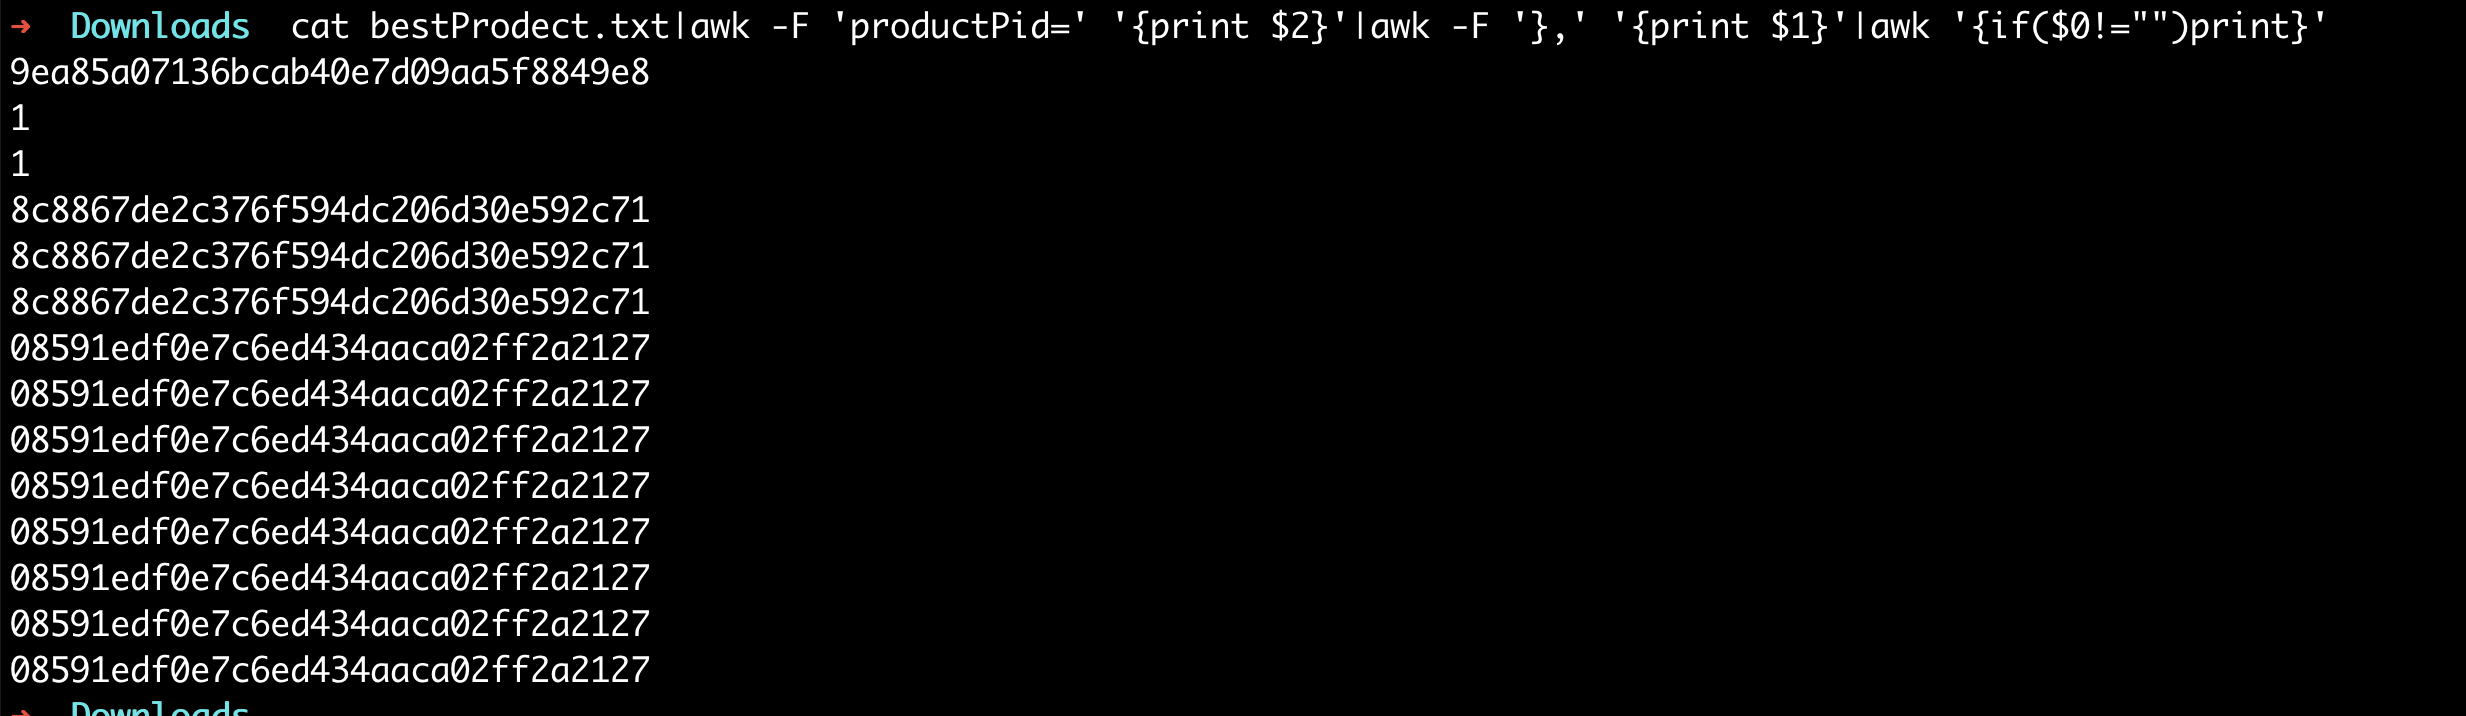 ➜ Downloads cat bestProdect.txt|awk -F 'productPid=' '{print $2}'|awk -F '},' '{print $1}'|awk '{if($0!="")print}'
9ea85a07136bcab40e7d09aa5f8849e8
1
1
8c8867de2c376f594dc206d30e592c71
8c8867de2c376f594dc206d30e592c71
8c8867de2c376f594dc206d30e592c71
08591edf0e7c6ed434aaca02ff2a2127
08591edf0e7c6ed434aaca02ff2a2127
08591edf0e7c6ed434aaca02ff2a2127
08591edf0e7c6ed434aaca02ff2a2127
08591edf0e7c6ed434aaca02ff2a2127
08591edf0e7c6ed434aaca02ff2a2127
08591edf0e7c6ed434aaca02ff2a2127
08591edf0e7c6ed434aaca02ff2a2127
➜ Downloads